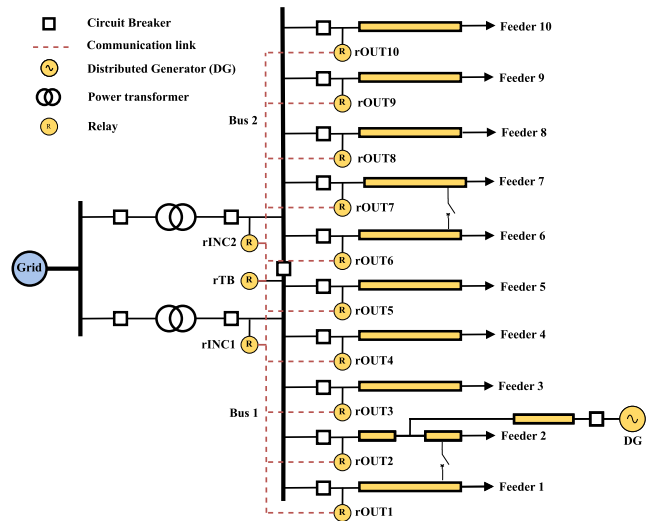 Circuit Breaker
Communication link
Distributed Generator (DG)
Power transformer
R Relay
Feeder 10
R rOUT10
Feeder 9
R rOUT9
Bus 2
Feeder 8
R rOUT8
Feeder 7
R rOUT7
Feeder 6
rINC2 R
R rOUT6
Grid
rTB R
Feeder 5
R rOUT5
Feeder 4
rINC1 R
R rOUT4
Feeder 3
R rOUT3
Bus 1
Feeder 2
DG
R rOUT2
Feeder 1
R rOUT1